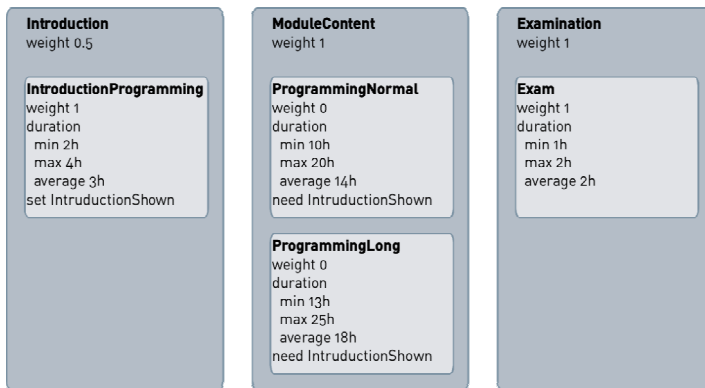 Introduction
weight 0.5
IntroductionProgramming
weight 1
duration
min 2h
max 4h
average 3h
set IntruductionShown
ModuleContent
weight 1
ProgrammingNormal
weight 0
duration
min 10h
max 20h
average 14h
need IntruductionShown
ProgrammingLong
weight 0
duration
min 13h
max 25h
average 18h
need IntruductionShown
Examination
weight 1
Exam
weight 1
duration
min 1h
max 2h
average 2h